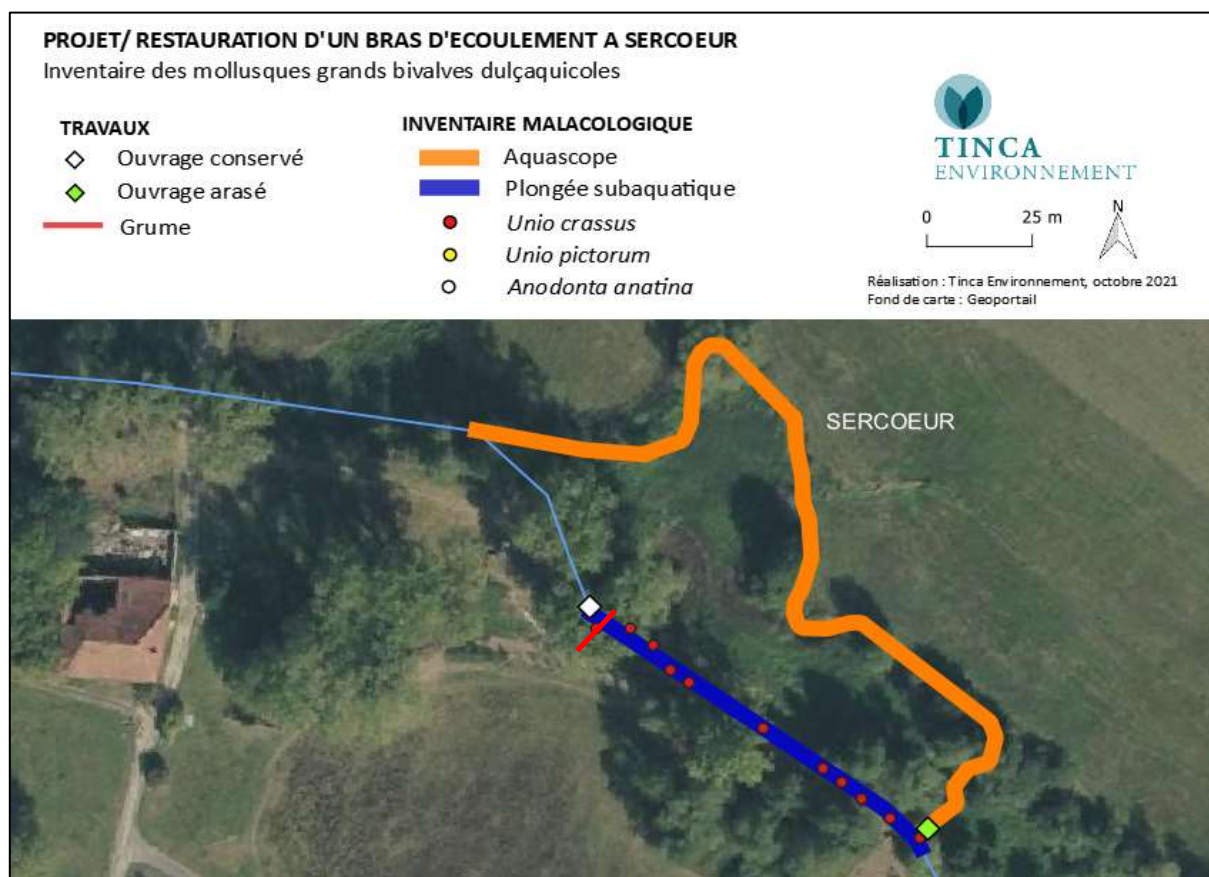 PROJET/ RESTAURATION D'UN BRAS D'ECOULEMENT A SERCOEUR
Inventaire des mollusques grands bivalves dulçaquicoles
TRAVAUX
Ouvrage conservé
Ouvrage arasé
Grume
INVENTAIRE MALACOLOGIQUE
Aquascope
Plongée subaquatique
Unio crassus
Unio pictorum
Anodonta anatina
TINCA
ENVIRONNEMENT
0 25 m
N
Réalisation : Tinca Environnement, octobre 2021
Fond de carte : Geoportail
SERCOEUR